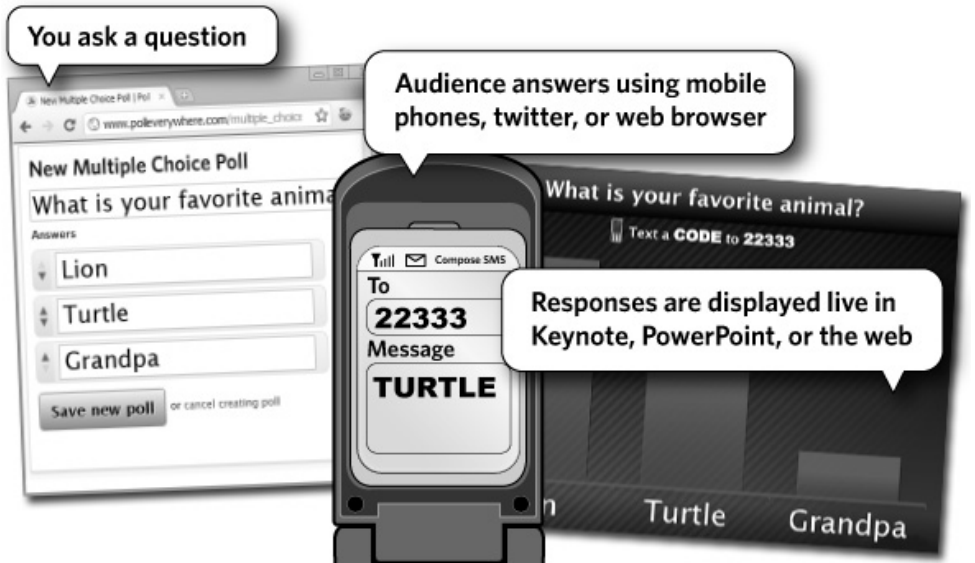 You ask a question
New Multiple Choice Poll | Poll
www.polleverywhere.com/multiple_choice
New Multiple Choice Poll
What is your favorite anima
Answers
Lion
Turtle
Grandpa
Save new poll or cancel creating poll
Audience answers using mobile
phones, twitter, or web browser
Compose SMS
To
22333
Message
TURTLE
What is your favorite animal?
Text a CODE to 22333
Responses are displayed live in
Keynote, PowerPoint, or the web
n
Turtle
Grandpa